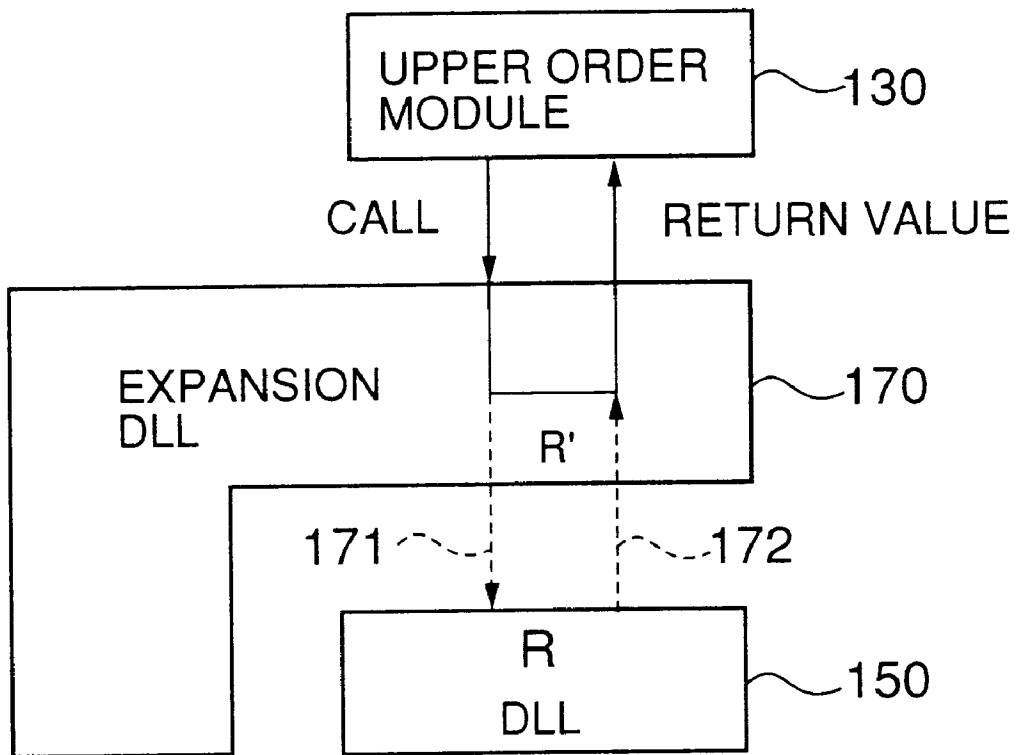 UPPER ORDER
MODULE
130
CALL
RETURN VALUE
EXPANSION
DLL
170
R'
171
172
R
DLL
150